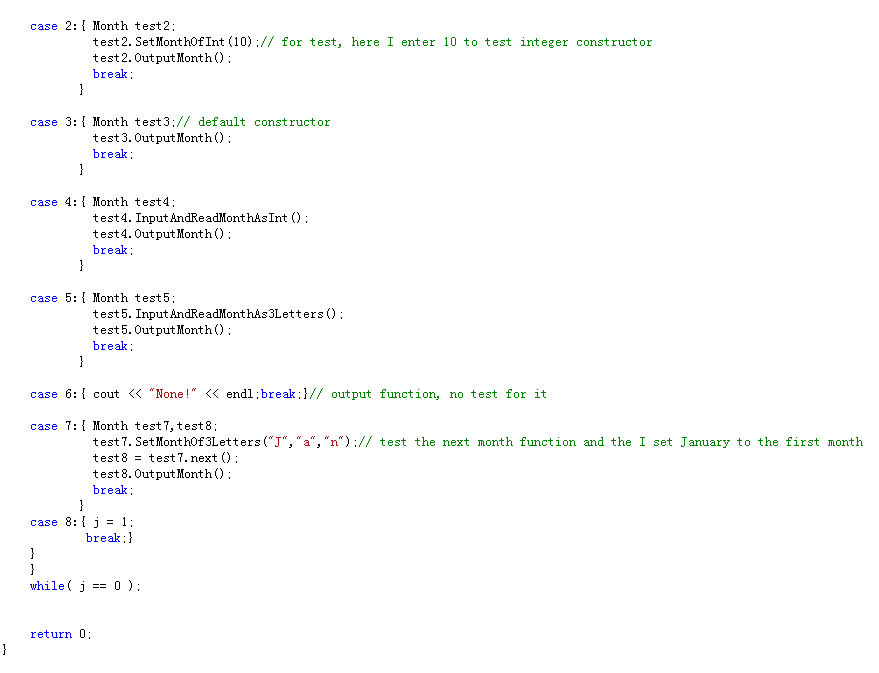 case 2:{ Month test2;
test2.SetMonthOfInt(10);// for test, here I enter 10 to test integer constructor
test2.OutputMonth();
break;
}
case 3:{ Month test3;// default constructor
test3.OutputMonth();
break;
}
case 4:{ Month test4;
test4.InputAndReadMonthAsInt();
test4.OutputMonth();
break;
}
case 5:{ Month test5;
test5.InputAndReadMonthAs3Letters();
test5.OutputMonth();
break;
}
case 6:{ cout << "None!" << endl;break;}// output function, no test for it
case 7:{ Month test7,test8;
test7.SetMonthOf3Letters("J","a","n");// test the next month function and the I set January to the first month
test8 = test7.next();
test8.OutputMonth();
break;
}
case 8:{ j = 1;
break;}
}
}
while( j == 0 );
return 0;
}